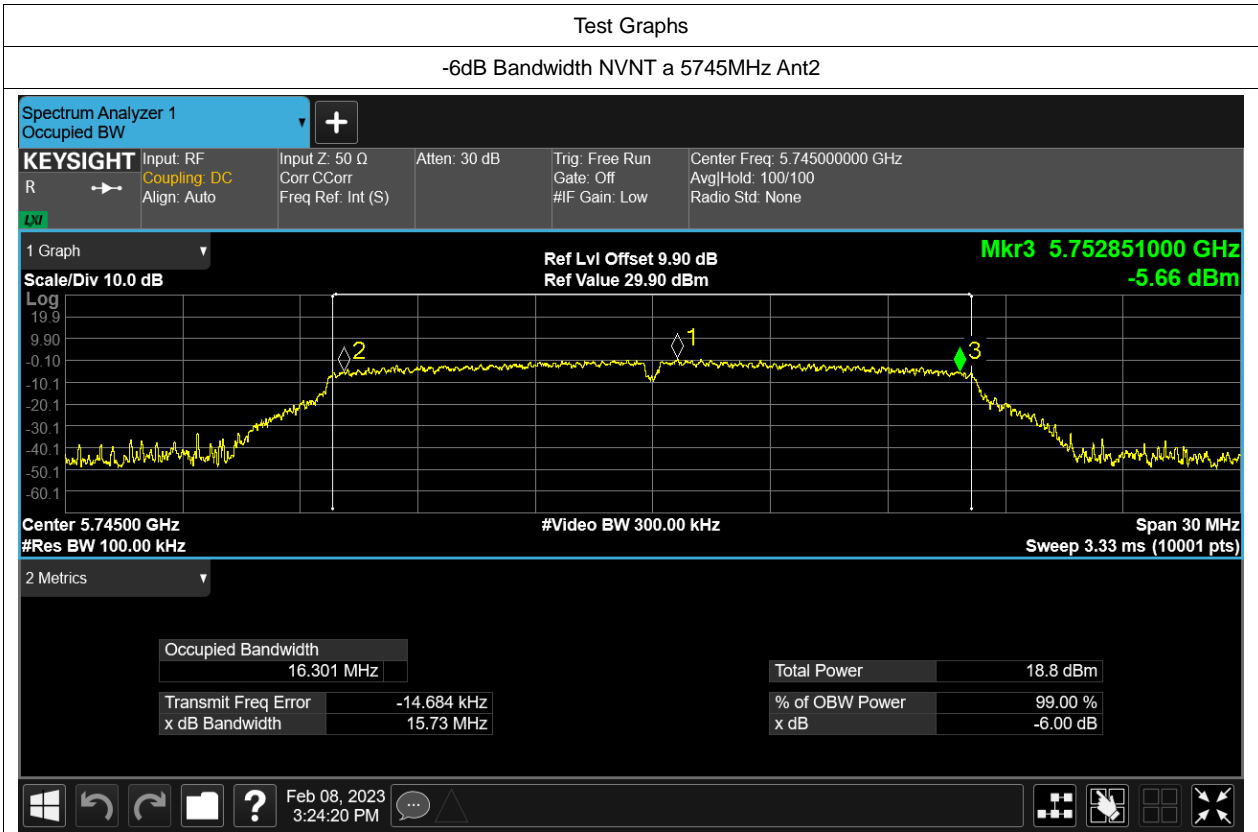 Test Graphs
-6dB Bandwidth NVNT a 5745MHz Ant2
Spectrum Analyzer 1
Occupied BW
KEYSIGHT
R
LXI
Input: RF
Coupling: DC
Align: Auto
Input Z: 50 Ω
Corr CCorr
Freq Ref: Int (S)
Atten: 30 dB
Trig: Free Run
Gate: Off
#IF Gain: Low
Center Freq: 5.745000000 GHz
Avg|Hold: 100/100
Radio Std: None
1 Graph
Scale/Div 10.0 dB
Ref Lvl Offset 9.90 dB
Ref Value 29.90 dBm
Mkr3 5.752851000 GHz
-5.66 dBm
Log
19.9
9.90
-0.10
-10.1
-20.1
-30.1
-40.1
-50.1
-60.1
2
1
3
Center 5.74500 GHz
#Res BW 100.00 kHz
#Video BW 300.00 kHz
Span 30 MHz
Sweep 3.33 ms (10001 pts)
2 Metrics
Occupied Bandwidth
16.301 MHz
Transmit Freq Error -14.684 kHz
x dB Bandwidth 15.73 MHz
Total Power 18.8 dBm
% of OBW Power 99.00 %
x dB -6.00 dB
?
Feb 08, 2023
3:24:20 PM